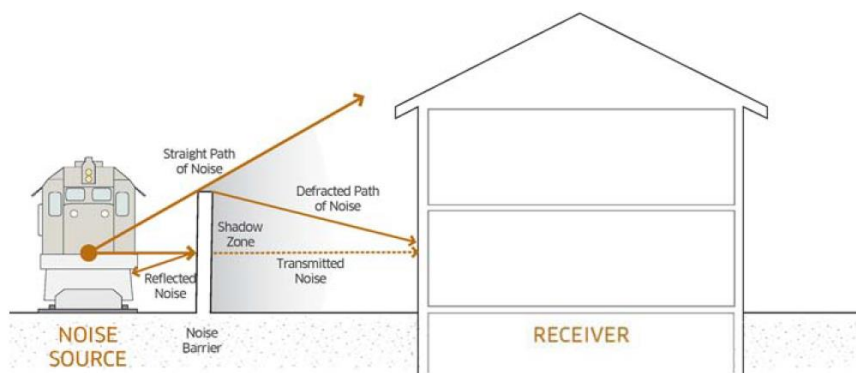 Straight Path
of Noise
Defracted Path
of Noise
Shadow
Zone
Transmitted
Noise
Reflected
Noise
NOISE
SOURCE
Noise
Barrier
RECEIVER